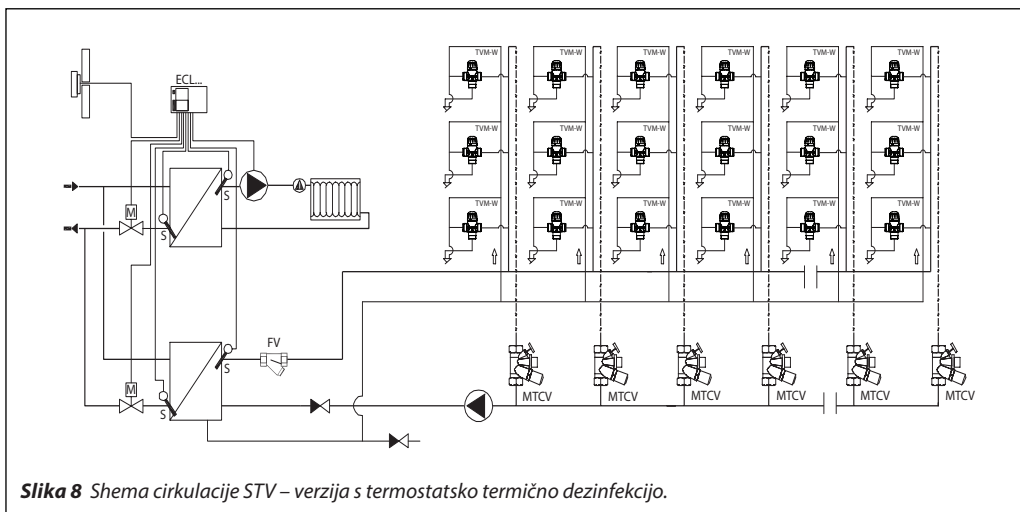 TVM-W TVM-W TVM-W TVM-W TVM-W TVM-W
ECL...
TVM-W TVM-W TVM-W TVM-W TVM-W TVM-W
S
M
S
TVM-W TVM-W TVM-W TVM-W TVM-W TVM-W
FV
S
M
S
MTCV MTCV MTCV MTCV MTCV MTCV
Slika 8 Shema cirkulacije STV – verzija s termostatsko termično dezinfekcijo.